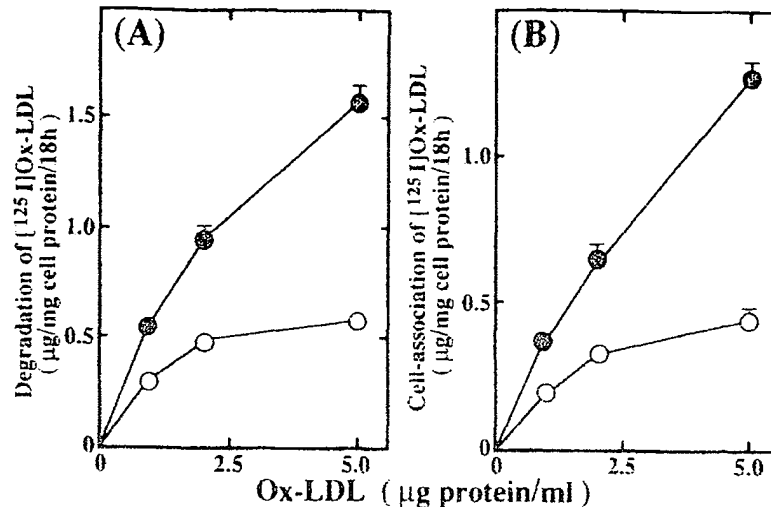 (A)
Degradation of [¹²⁵I]Ox-LDL
( μg/mg cell protein/18h)
1.5
1.0
0.5
0
0
2.5
5.0
(B)
Cell-association of [¹²⁵I]Ox-LDL
( μg/mg cell protein/18h)
1.0
0.5
0
0
2.5
5.0
Ox-LDL ( μg protein/ml )